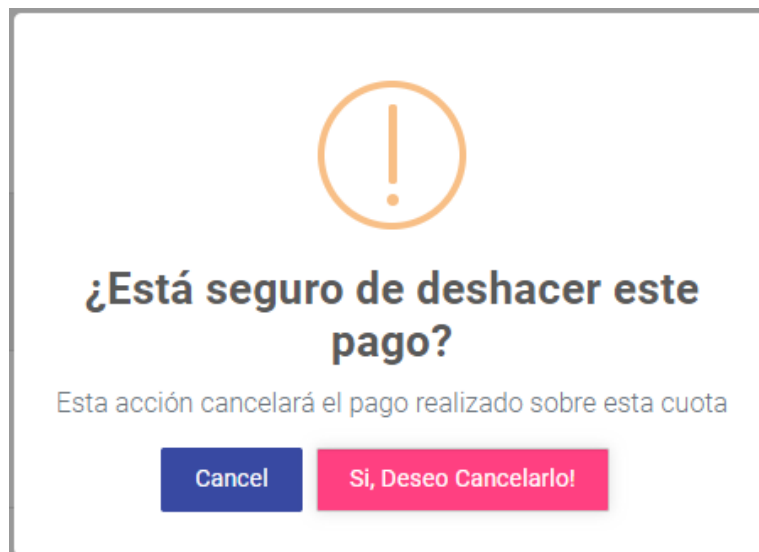 ¿Está seguro de deshacer este
pago?
Esta acción cancelará el pago realizado sobre esta cuota
Cancel
Si, Deseo Cancelarlo!